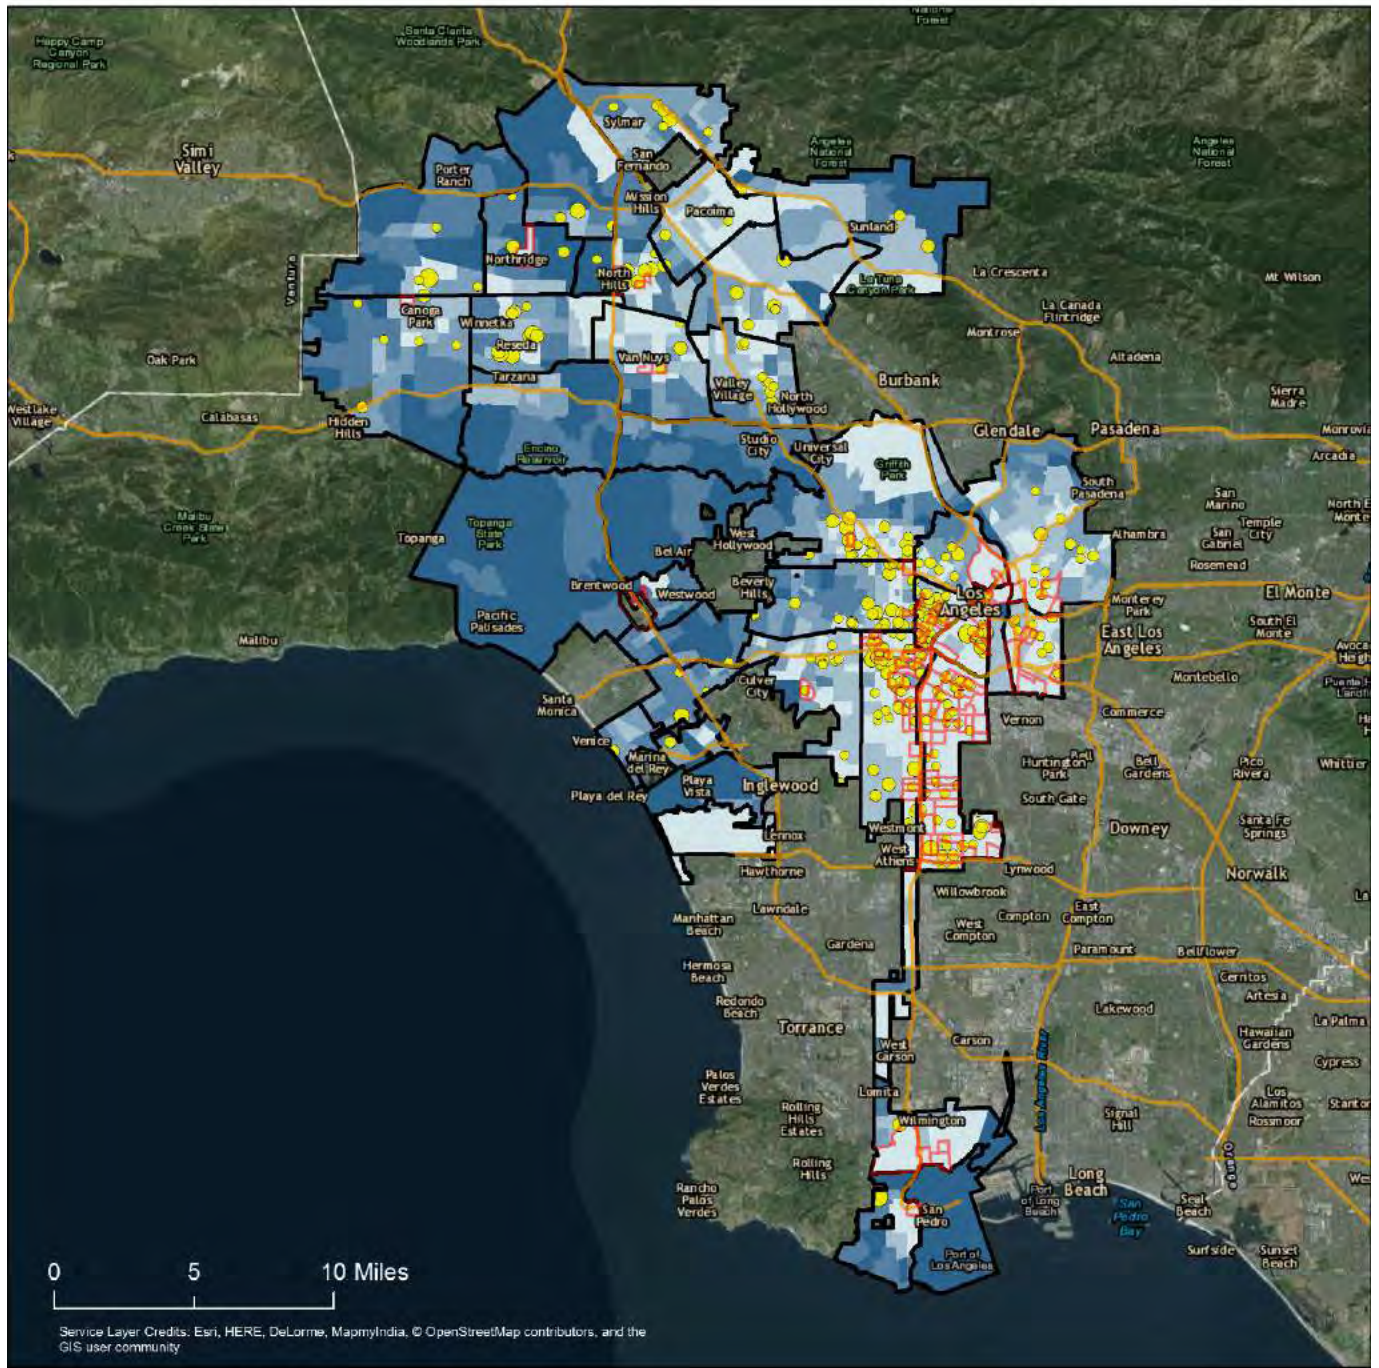 National
Forest
Santa Clarita
Woodlands Park
Happy Camp
Canyon
Regional Park
Simi
Valley
Sylmar
San
Fernando
Angeles
National
Forest
Angeles
National
Forest
Porter
Ranch
Mission
Hills
Pacoima
Sunland
Northridge
North
Hills
La Tuna
Canyon Park
La Crescenta
Mt Wilson
Ventura
Canoga
Park
Winnetka
Reseda
La Canada
Flintridge
Montrose
Altadena
Oak Park
Van Nuys
Tarzana
Valley
Village
North
Hollywood
Burbank
Sierra
Madre
Westlake
Village
Calabasas
Hidden
Hills
Studio
City
Universal
City
Glendale
Pasadena
Monrovia
Arcadia
Encino
Reservoir
Griffith
Park
South
Pasadena
San
Marino
Temple
City
San
Gabriel
North E
Monte
Malibu
Creek State
Park
Topanga
Topanga
State
Park
Bel Air
West
Hollywood
Alhambra
Rosemead
Brentwood
Westwood
Beverly
Hills
Los
Angeles
Monterey
Park
El Monte
Pacific
Palisades
Malibu
East Los
Angeles
South El
Monte
Avoca
Heigh
Montebello
Puente H
Landfi
Santa
Monica
Culver
City
Vernon
Commerce
Venice
Marina
del Rey
Huntington
Park
Bell
Bell
Gardens
Pico
Rivera
Whittier
Playa del Rey
Playa
Vista
Inglewood
South Gate
Lennox
Westmont
Downey
Santa Fe
Springs
West
Athens
Hawthorne
Lynwood
Norwalk
Willowbrook
La
Lawndale
Manhattan
Beach
West
Compton
Compton
East
Compton
Gardena
Paramount
Bellflower
Hermosa
Beach
Cerritos
Artesia
Redondo
Beach
Torrance
Lakewood
La Palma
Hawaiian
Gardens
West
Carson
Carson
Cypress
Los Angeles River
Palos
Verdes
Estates
Lomita
Los
Alamitos
Stanton
Rolling
Hills
Estates
Wilmington
Signal
Hill
Rossmoor
Orange
Rolling
Hills
Long
Beach
Port
of Long
Beach
San
Pedro
Bay
Seal
Beach
Rancho
Palos
Verdes
San
Pedro
Port of
Los Angeles
Surfside
Sunset
Beach
0 5 10 Miles
Service Layer Credits: Esri, HERE, DeLorme, MapmyIndia, © OpenStreetMap contributors, and the
GIS user community